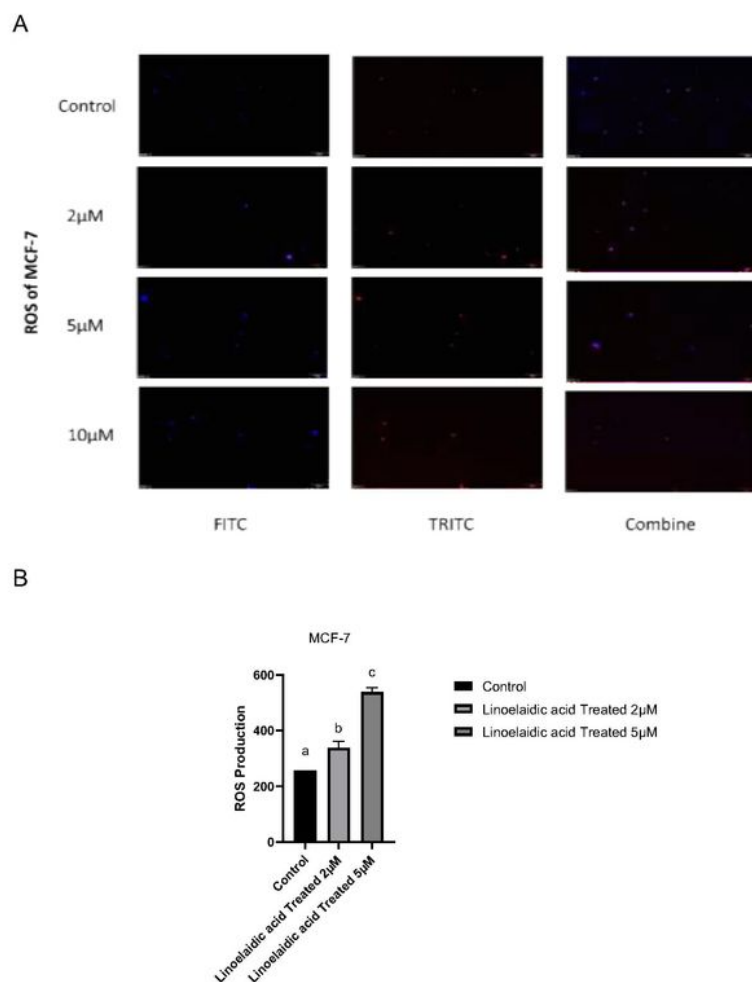 A
Control
2µM
5µM
10µM
ROS of MCF-7
FITC TRITC Combine
B
MCF-7
600
400
200
0
ROS Production
a
b
c
Control
Linoelaidic acid Treated 2µM
Linoelaidic acid Treated 5µM
Control
Linoelaidic acid Treated 2µM
Linoelaidic acid Treated 5µM